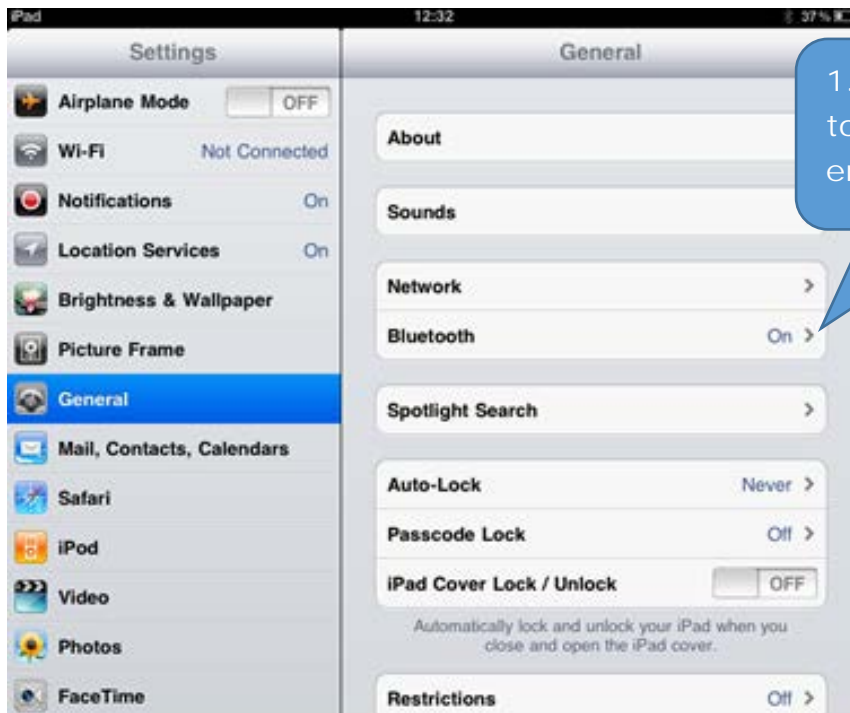 iPad 12:32 37%
Settings
Airplane Mode OFF
Wi-Fi Not Connected
Notifications On
Location Services On
Brightness & Wallpaper
Picture Frame
General
Mail, Contacts, Calendars
Safari
iPod
Video
Photos
FaceTime
General
About
Sounds
Network
Bluetooth On
Spotlight Search
Auto-Lock Never
Passcode Lock Off
iPad Cover Lock / Unlock OFF
Automatically lock and unlock your iPad when you
close and open the iPad cover.
Restrictions Off
1.